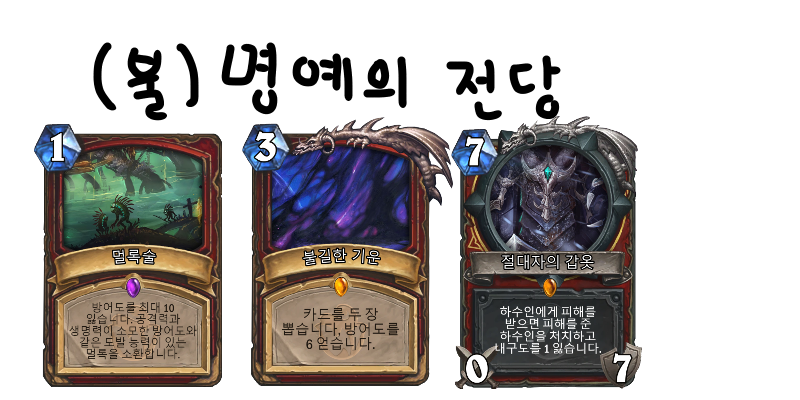 (불) 명예의 전당
1 3 7
멀록술 불길한 기운 절대자의 갑옷
방어도를 최대 10
잃습니다. 공격력과
생명력이 소모한 방어도와
같은 도발 능력이 있는
멀록을 소환합니다.
카드를 두 장
뽑습니다. 방어도를
6 얻습니다.
하수인에게 피해를
받으면 피해를 준
하수인을 처치하고
내구도를 1 잃습니다.
0 7